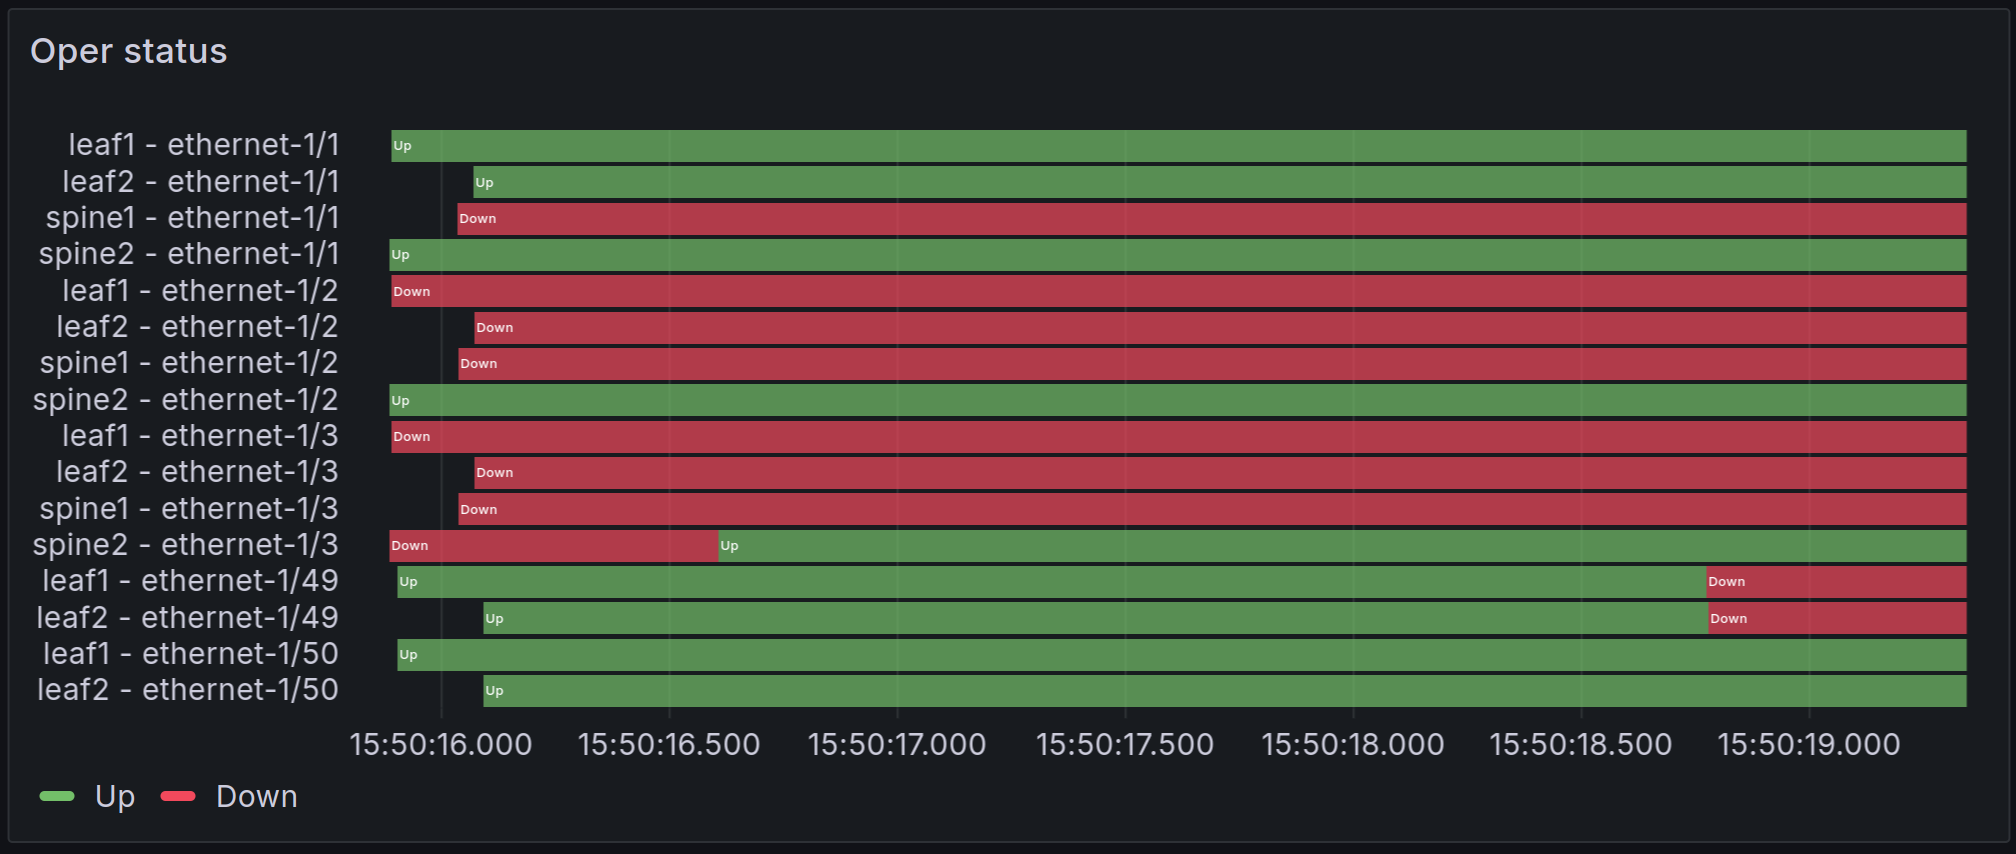 Oper status
leaf1 - ethernet-1/1 Up
leaf2 - ethernet-1/1 Up
spine1 - ethernet-1/1 Down
spine2 - ethernet-1/1 Up
leaf1 - ethernet-1/2 Down
leaf2 - ethernet-1/2 Down
spine1 - ethernet-1/2 Down
spine2 - ethernet-1/2 Up
leaf1 - ethernet-1/3 Down
leaf2 - ethernet-1/3 Down
spine1 - ethernet-1/3 Down
spine2 - ethernet-1/3 Down Up
leaf1 - ethernet-1/49 Up Down
leaf2 - ethernet-1/49 Up Down
leaf1 - ethernet-1/50 Up
leaf2 - ethernet-1/50 Up
15:50:16.000 15:50:16.500 15:50:17.000 15:50:17.500 15:50:18.000 15:50:18.500 15:50:19.000
Up Down